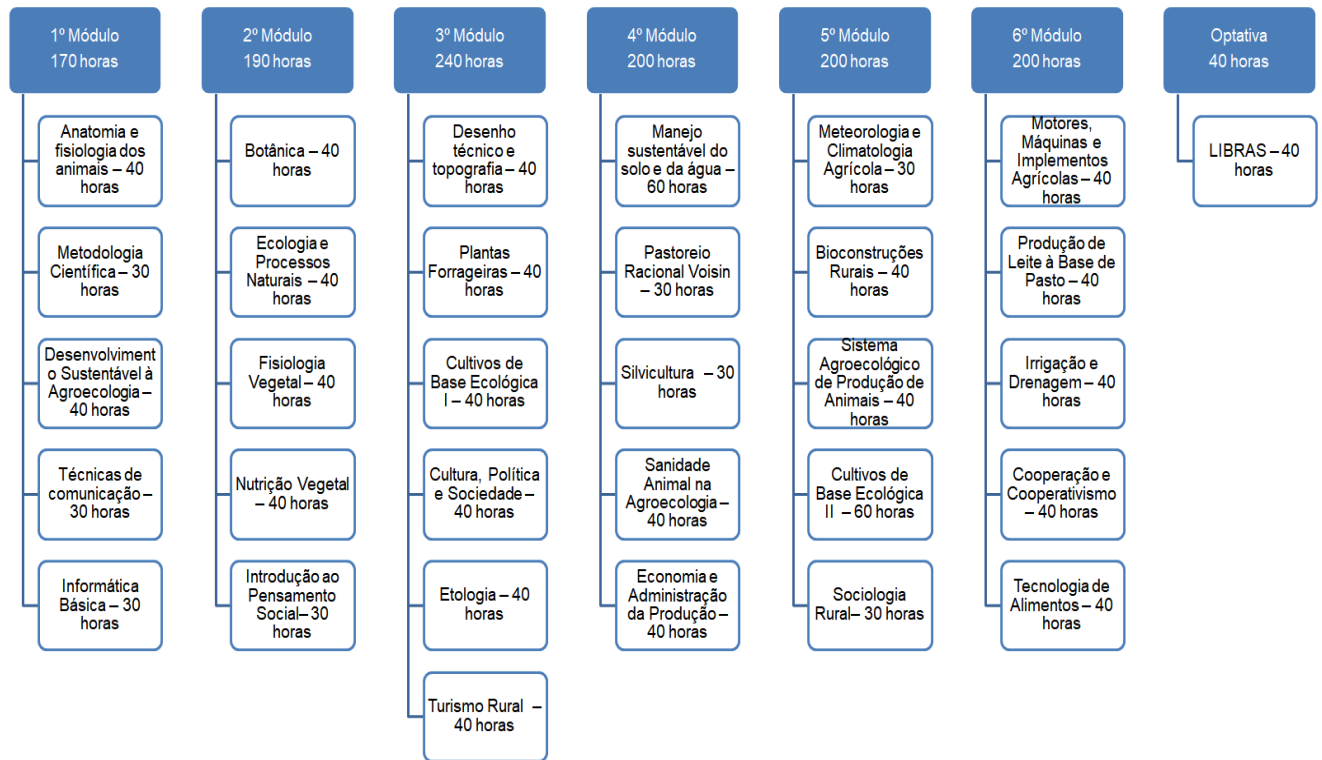 1º Módulo
170 horas
Anatomia e
fisiologia dos
animais – 40
horas
Metodologia
Científica – 30
horas
Desenvolviment
o Sustentável à
Agroecologia –
40 horas
Técnicas de
comunicação –
30 horas
Informática
Básica – 30
horas
2º Módulo
190 horas
Botânica – 40
horas
Ecologia e
Processos
Naturais – 40
horas
Fisiologia
Vegetal – 40
horas
Nutrição Vegetal
– 40 horas
Introdução ao
Pensamento
Social– 30
horas
3º Módulo
240 horas
Desenho
técnico e
topografia – 40
horas
Plantas
Forrageiras – 40
horas
Cultivos de
Base Ecológica
I – 40 horas
Cultura, Política
e Sociedade –
40 horas
Etologia – 40
horas
Turismo Rural –
40 horas
4º Módulo
200 horas
Manejo
sustentável do
solo e da água –
60 horas
Pastoreio
Racional Voisin
– 30 horas
Silvicultura – 30
horas
Sanidade
Animal na
Agroecologia –
40 horas
Economia e
Administração
da Produção –
40 horas
5º Módulo
200 horas
Meteorologia e
Climatologia
Agrícola – 30
horas
Bioconstruções
Rurais – 40
horas
Sistema
Agroecológico
de Produção de
Animais – 40
horas
Cultivos de
Base Ecológica
II – 60 horas
Sociologia
Rural– 30 horas
6º Módulo
200 horas
Motores,
Máquinas e
Implementos
Agrícolas – 40
horas
Produção de
Leite à Base de
Pasto – 40
horas
Irrigação e
Drenagem – 40
horas
Cooperação e
Cooperativismo
– 40 horas
Tecnologia de
Alimentos – 40
horas
Optativa
40 horas
LIBRAS – 40
horas